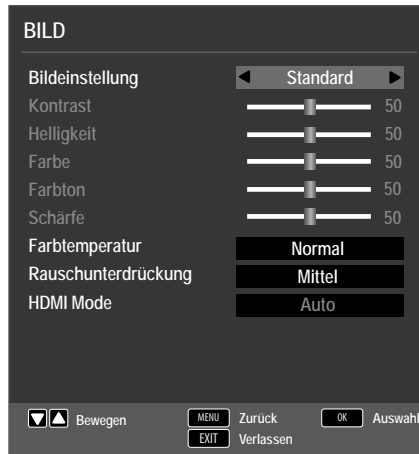 BILD
Bildeinstellung Standard
Kontrast 50
Helligkeit 50
Farbe 50
Farbton 50
Schärfe 50
Farbtemperatur Normal
Rauschunterdrückung Mittel
HDMI Mode Auto
Bewegen MENU Zurück OK Auswahl
EXIT Verlassen